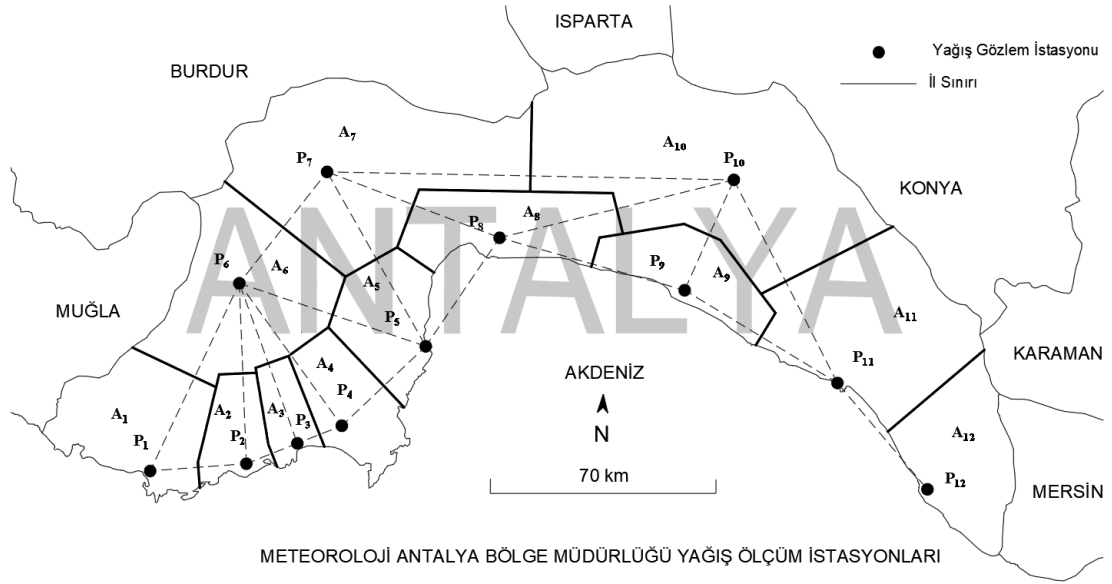 ISPARTA
Yağış Gözlem İstasyonu
BURDUR
İl Sınırı
A7
P7
A10
P10
KONYA
ANTALYA
P8
A8
P6
A6
P9
A9
A5
MUĞLA
P5
A11
KARAMAN
A4
P11
AKDENİZ
P4
A1
A2
A3
N
P1
P2
P3
A12
70 km
P12
MERSİN
METEOROLOJİ ANTALYA BÖLGE MÜDÜRLÜĞÜ YAĞIŞ ÖLÇÜM İSTASYONLARI